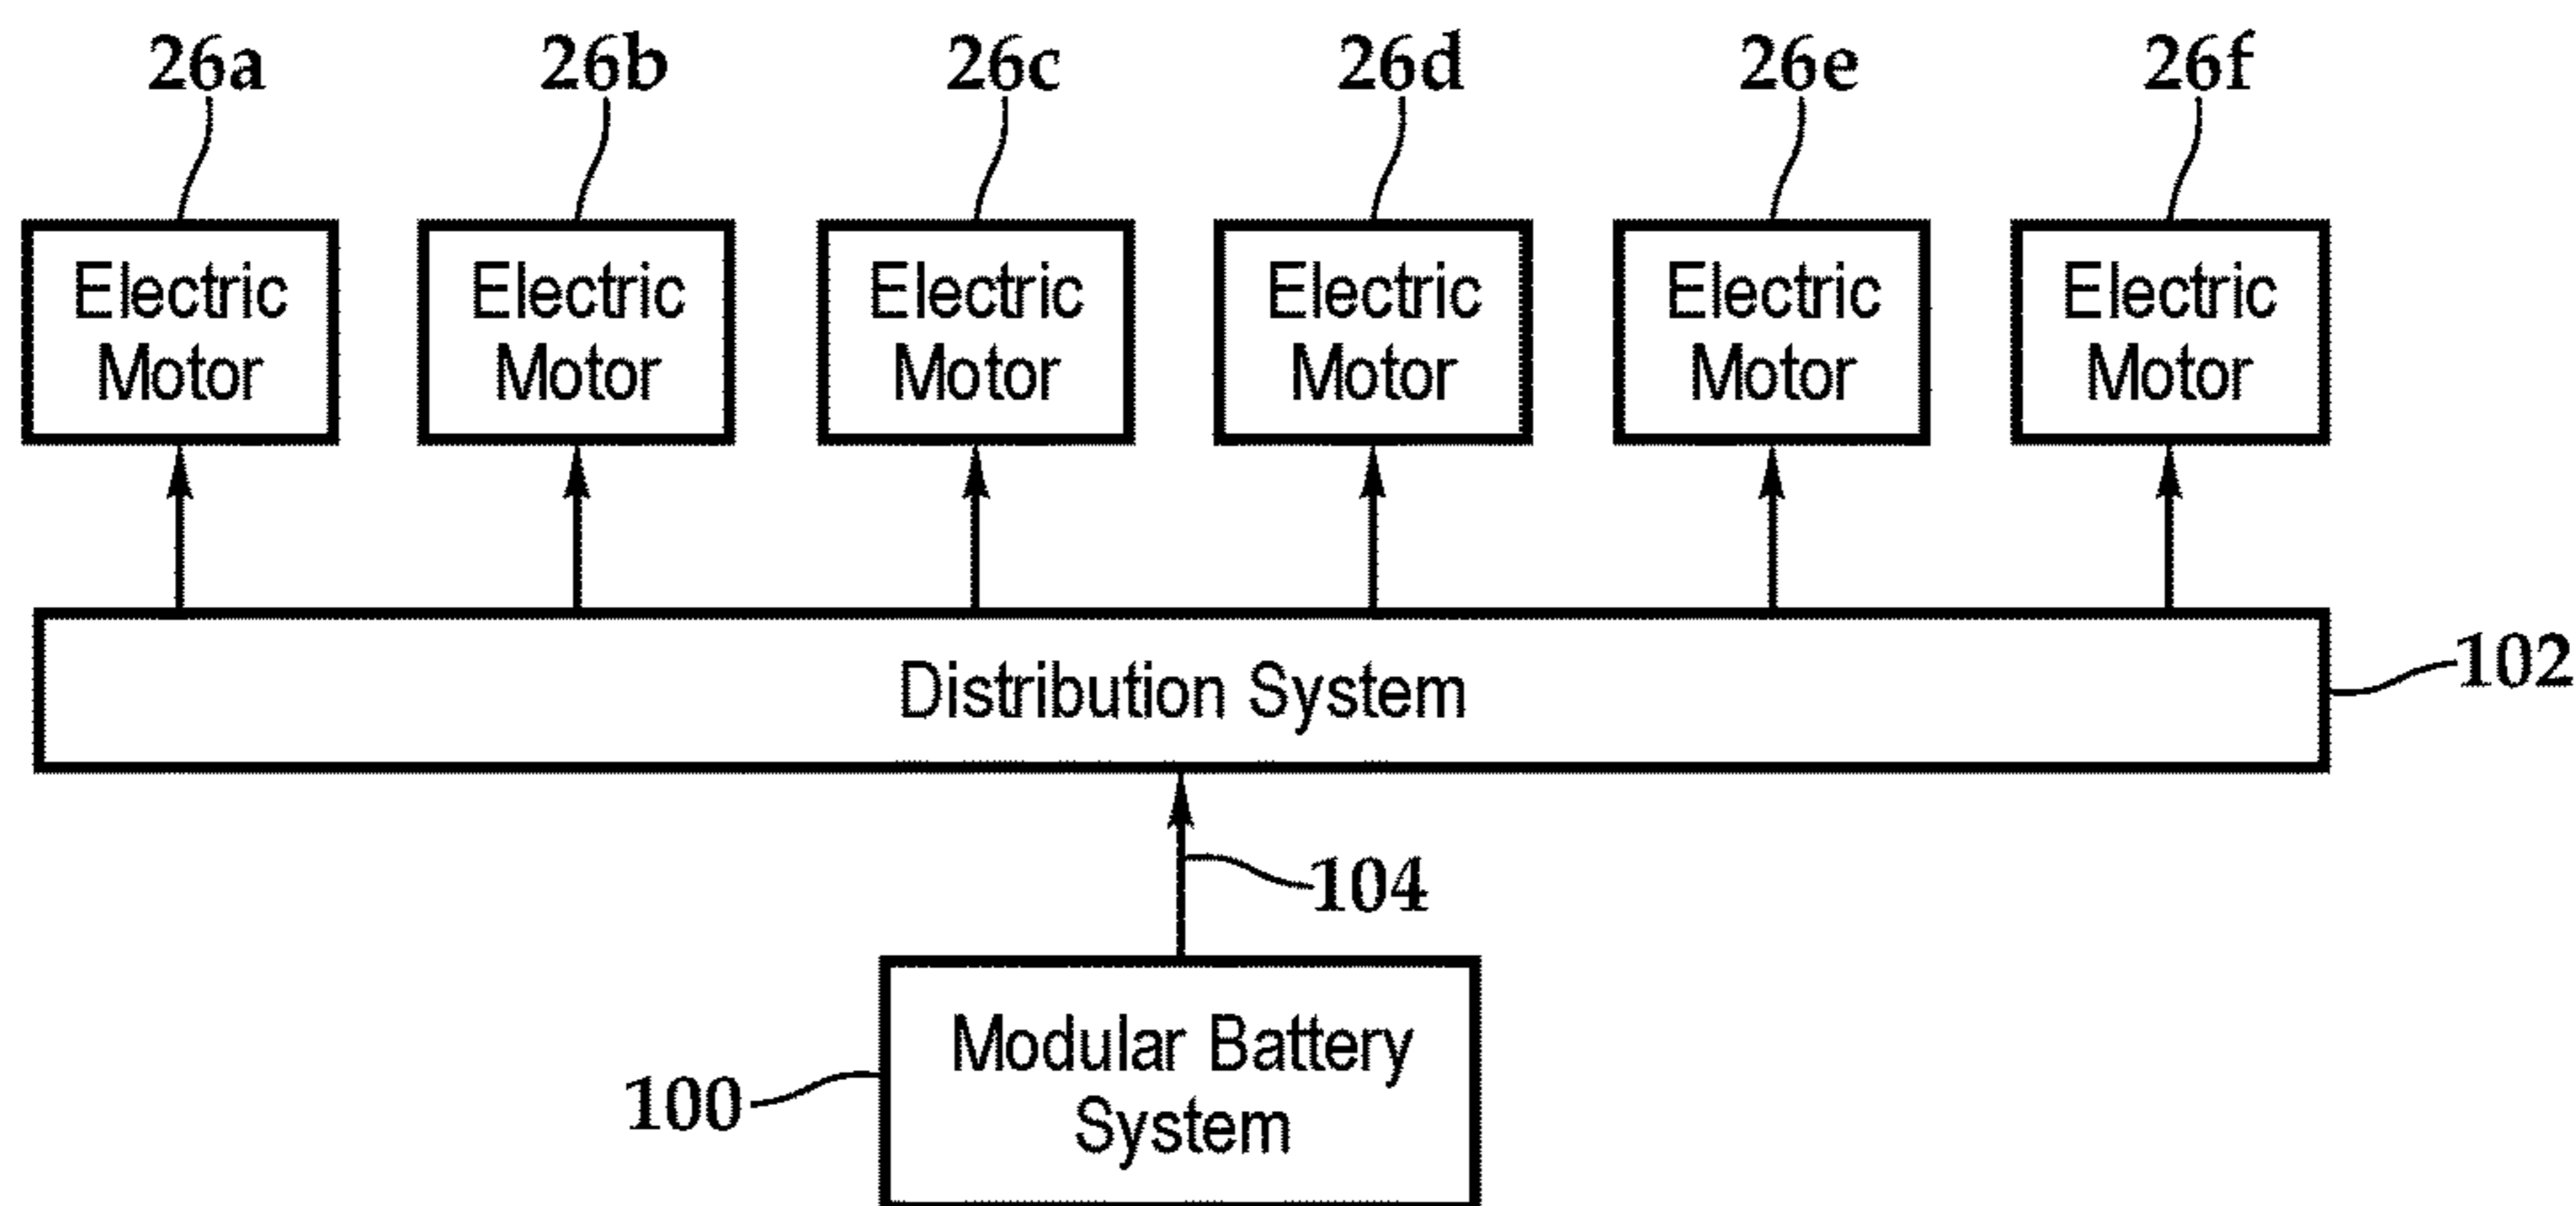 26a 26b 26c 26d 26e 26f
Electric Electric Electric Electric Electric Electric
Motor Motor Motor Motor Motor Motor
Distribution System
102
104
Modular Battery
System
100